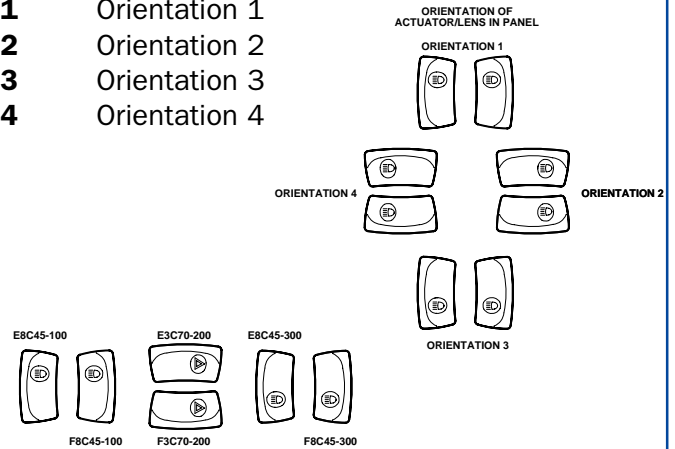 1 Orientation 1
2 Orientation 2
3 Orientation 3
4 Orientation 4
ORIENTATION OF
ACTUATOR/LENS IN PANEL
ORIENTATION 1
ORIENTATION 4
ORIENTATION 2
ORIENTATION 3
E8C45-100
E3C70-200
E8C45-300
F8C45-100
F3C70-200
F8C45-300